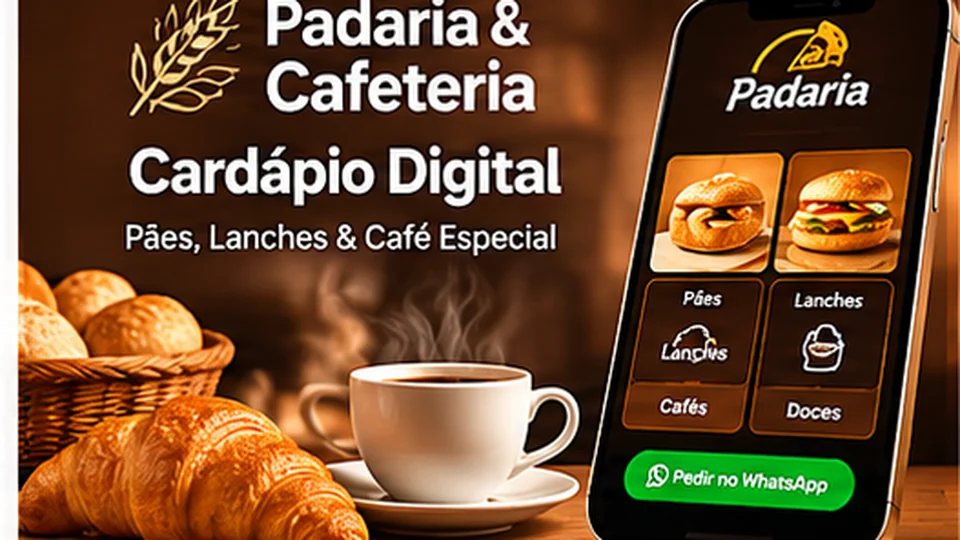 Padaria &
Cafeteria
Cardápio Digital
Pães, Lanches & Café Especial
Padaria
Pães
Lanches
Cafés
Doces
Pedir no WhatsApp